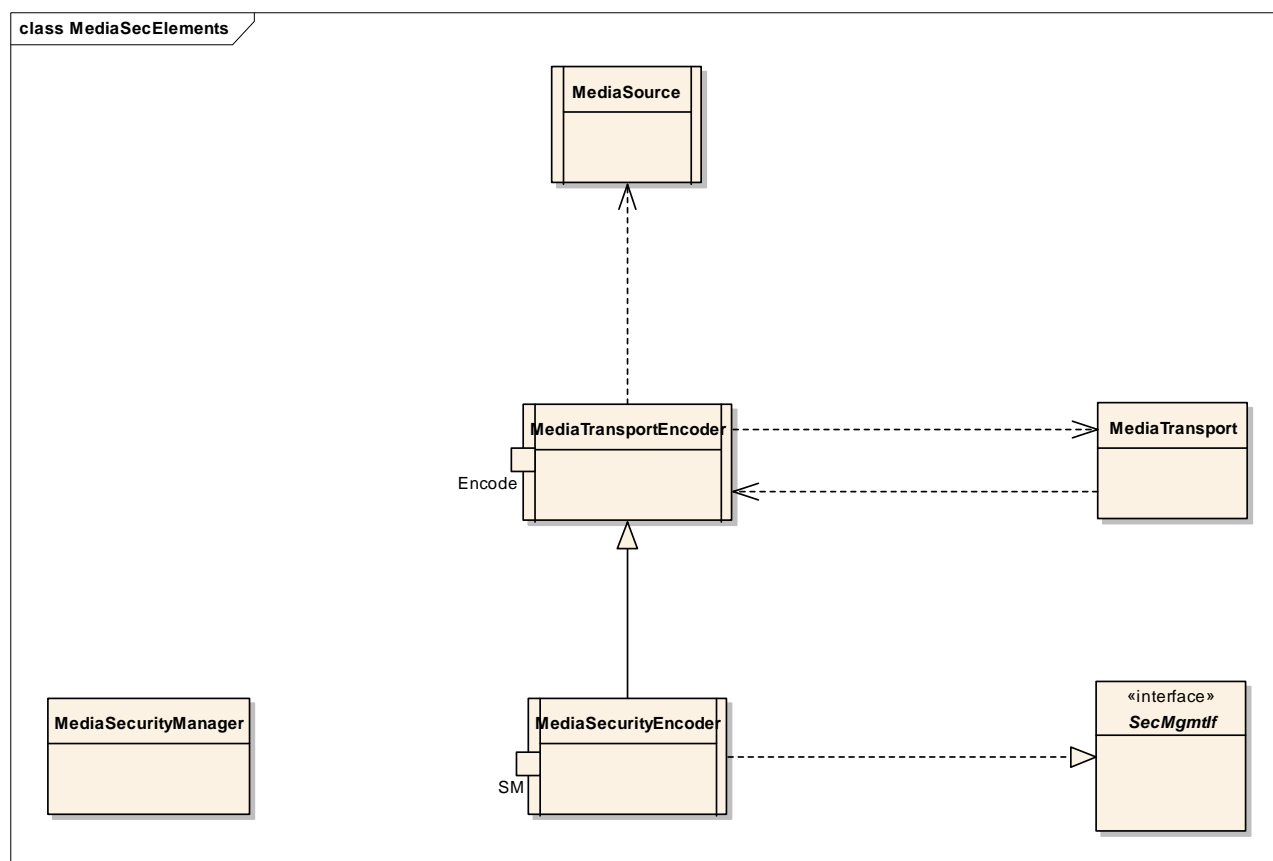 class MediaSecElements
MediaSource
MediaTransportEncoder
MediaTransport
Encode
«interface»
SecMgmtIf
MediaSecurityManager
MediaSecurityEncoder
SM